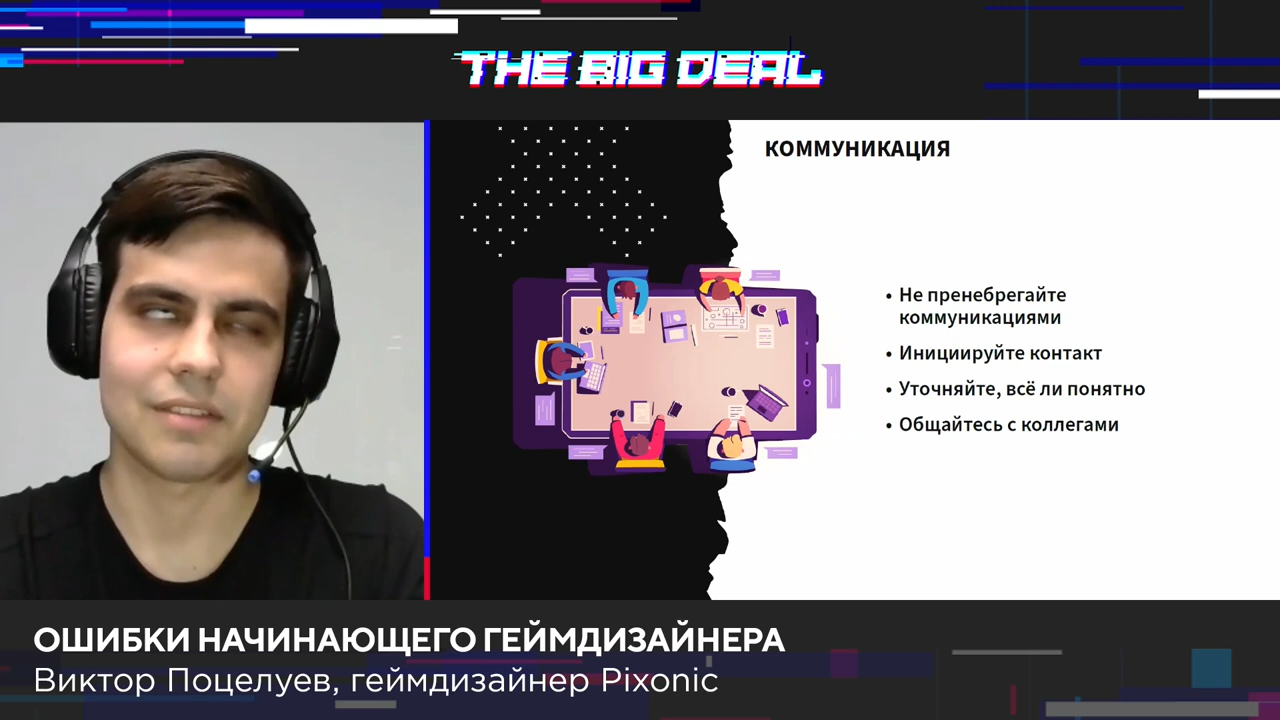 THE BIG DEAL
КОММУНИКАЦИЯ
• Не пренебрегайте
коммуникациями
• Инициируйте контакт
• Уточняйте, всё ли понятно
• Общайтесь с коллегами
ОШИБКИ НАЧИНАЮЩЕГО ГЕЙМДИЗАЙНЕРА
Виктор Поцелуев, геймдизайнер Pixonic